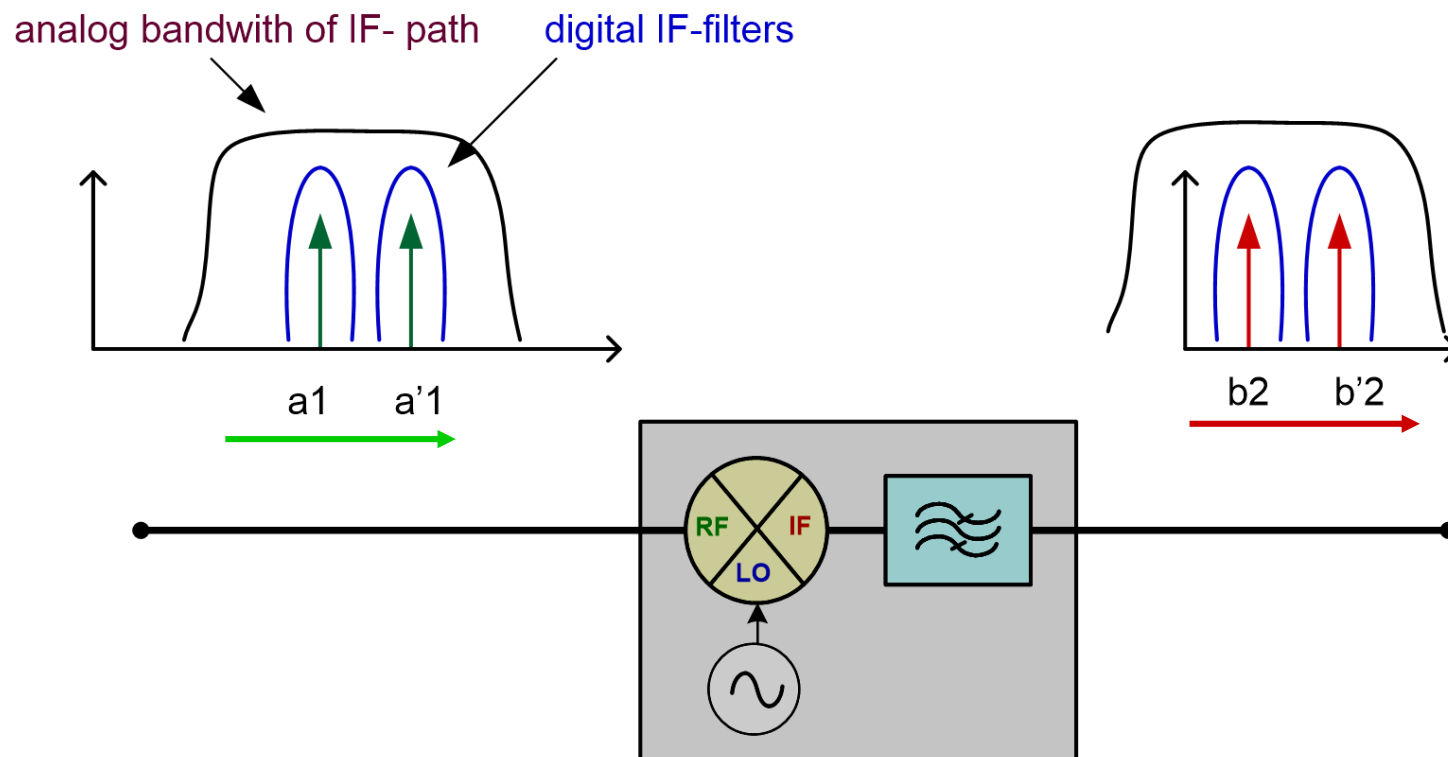 analog bandwith of IF- path
digital IF-filters
a1
a’1
b2
b’2
RF
IF
LO